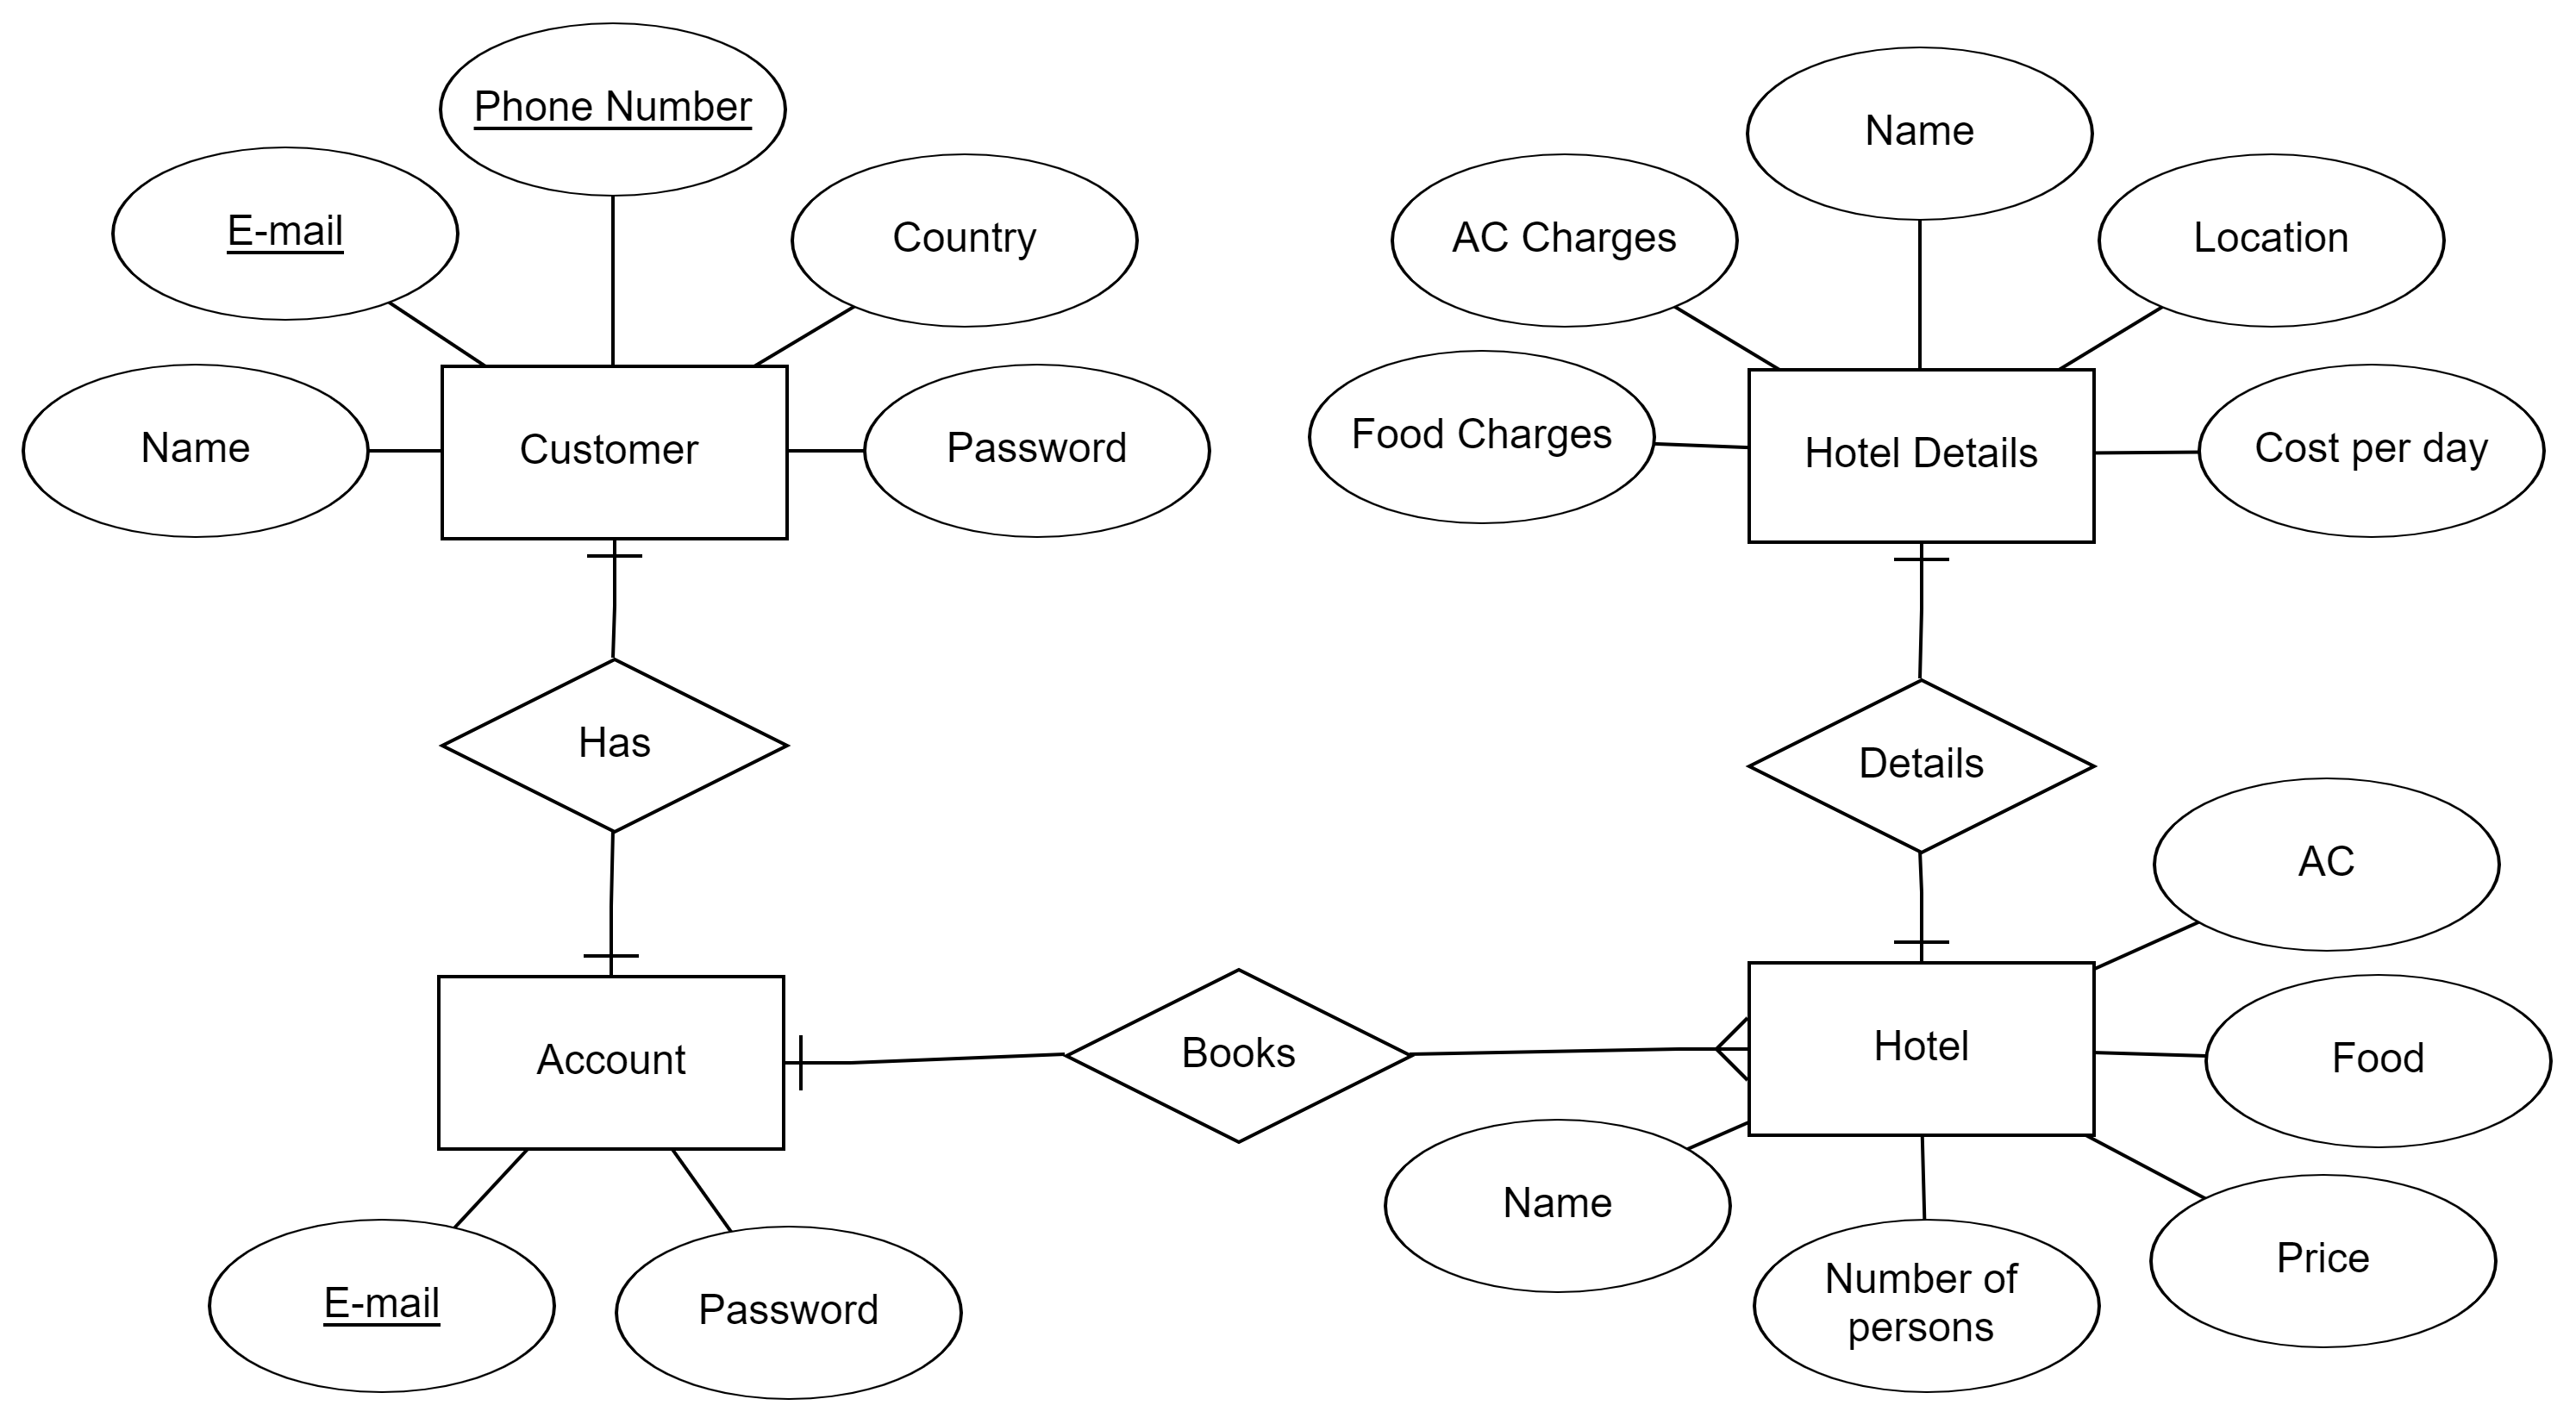 Phone Number
Name
E-mail
Country
AC Charges
Location
Food Charges
Name
Customer
Password
Hotel Details
Cost per day
Has
Details
AC
Account
Books
Hotel
Food
Name
Price
E-mail
Password
Number of
persons